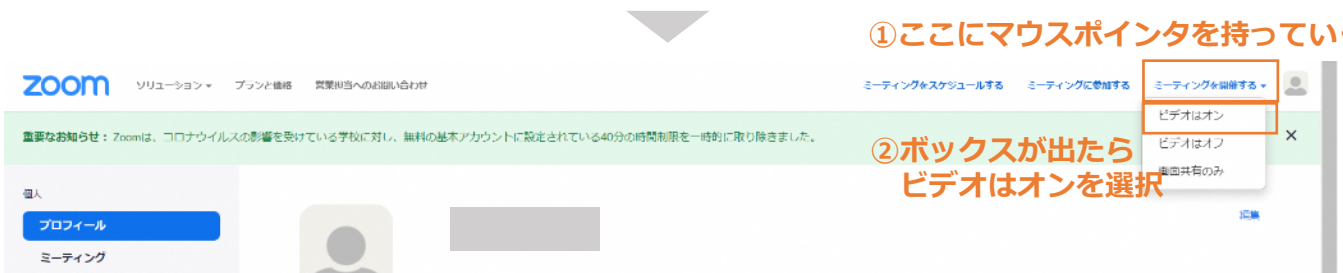 ①ここにマウスポインタを持ってい
zoom ソリューション プランと価格 営業担当へのお問い合わせ ミーティングをスケジュールする ミーティングに参加する ミーティングを開催する
ビデオはオン
重要なお知らせ：Zoomは、コロナウイルスの影響を受けている学校に対し、無料の基本アカウントに設定されている40分の時間制限を一時的に取り除きました。
ビデオはオフ
②ボックスが出たら
画面共有のみ
ビデオはオンを選択
個人
編集
プロフィール
ミーティング